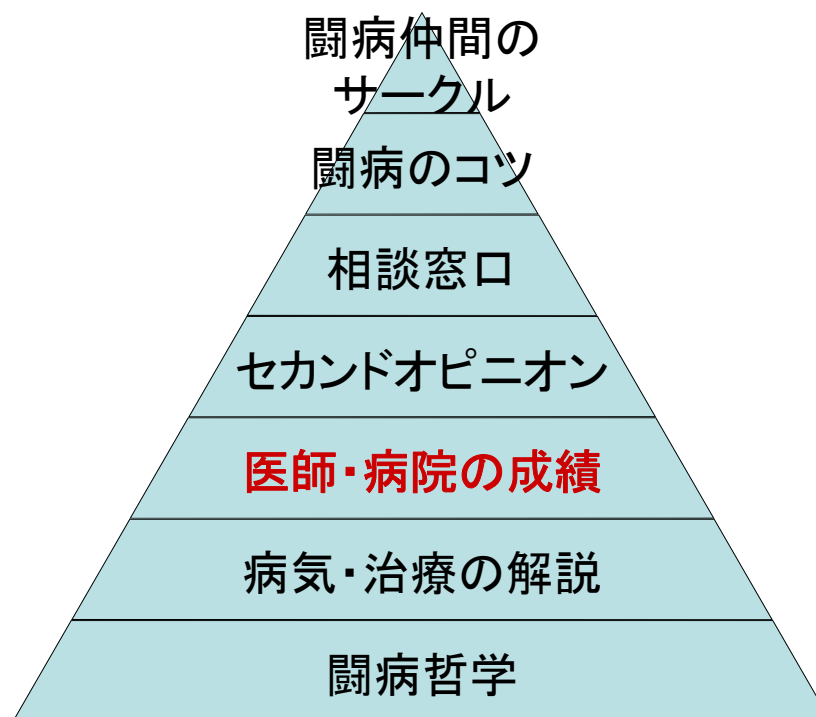 闘病仲間の
サークル
闘病のコツ
相談窓口
セカンドオピニオン
医師・病院の成績
病気・治療の解説
闘病哲学